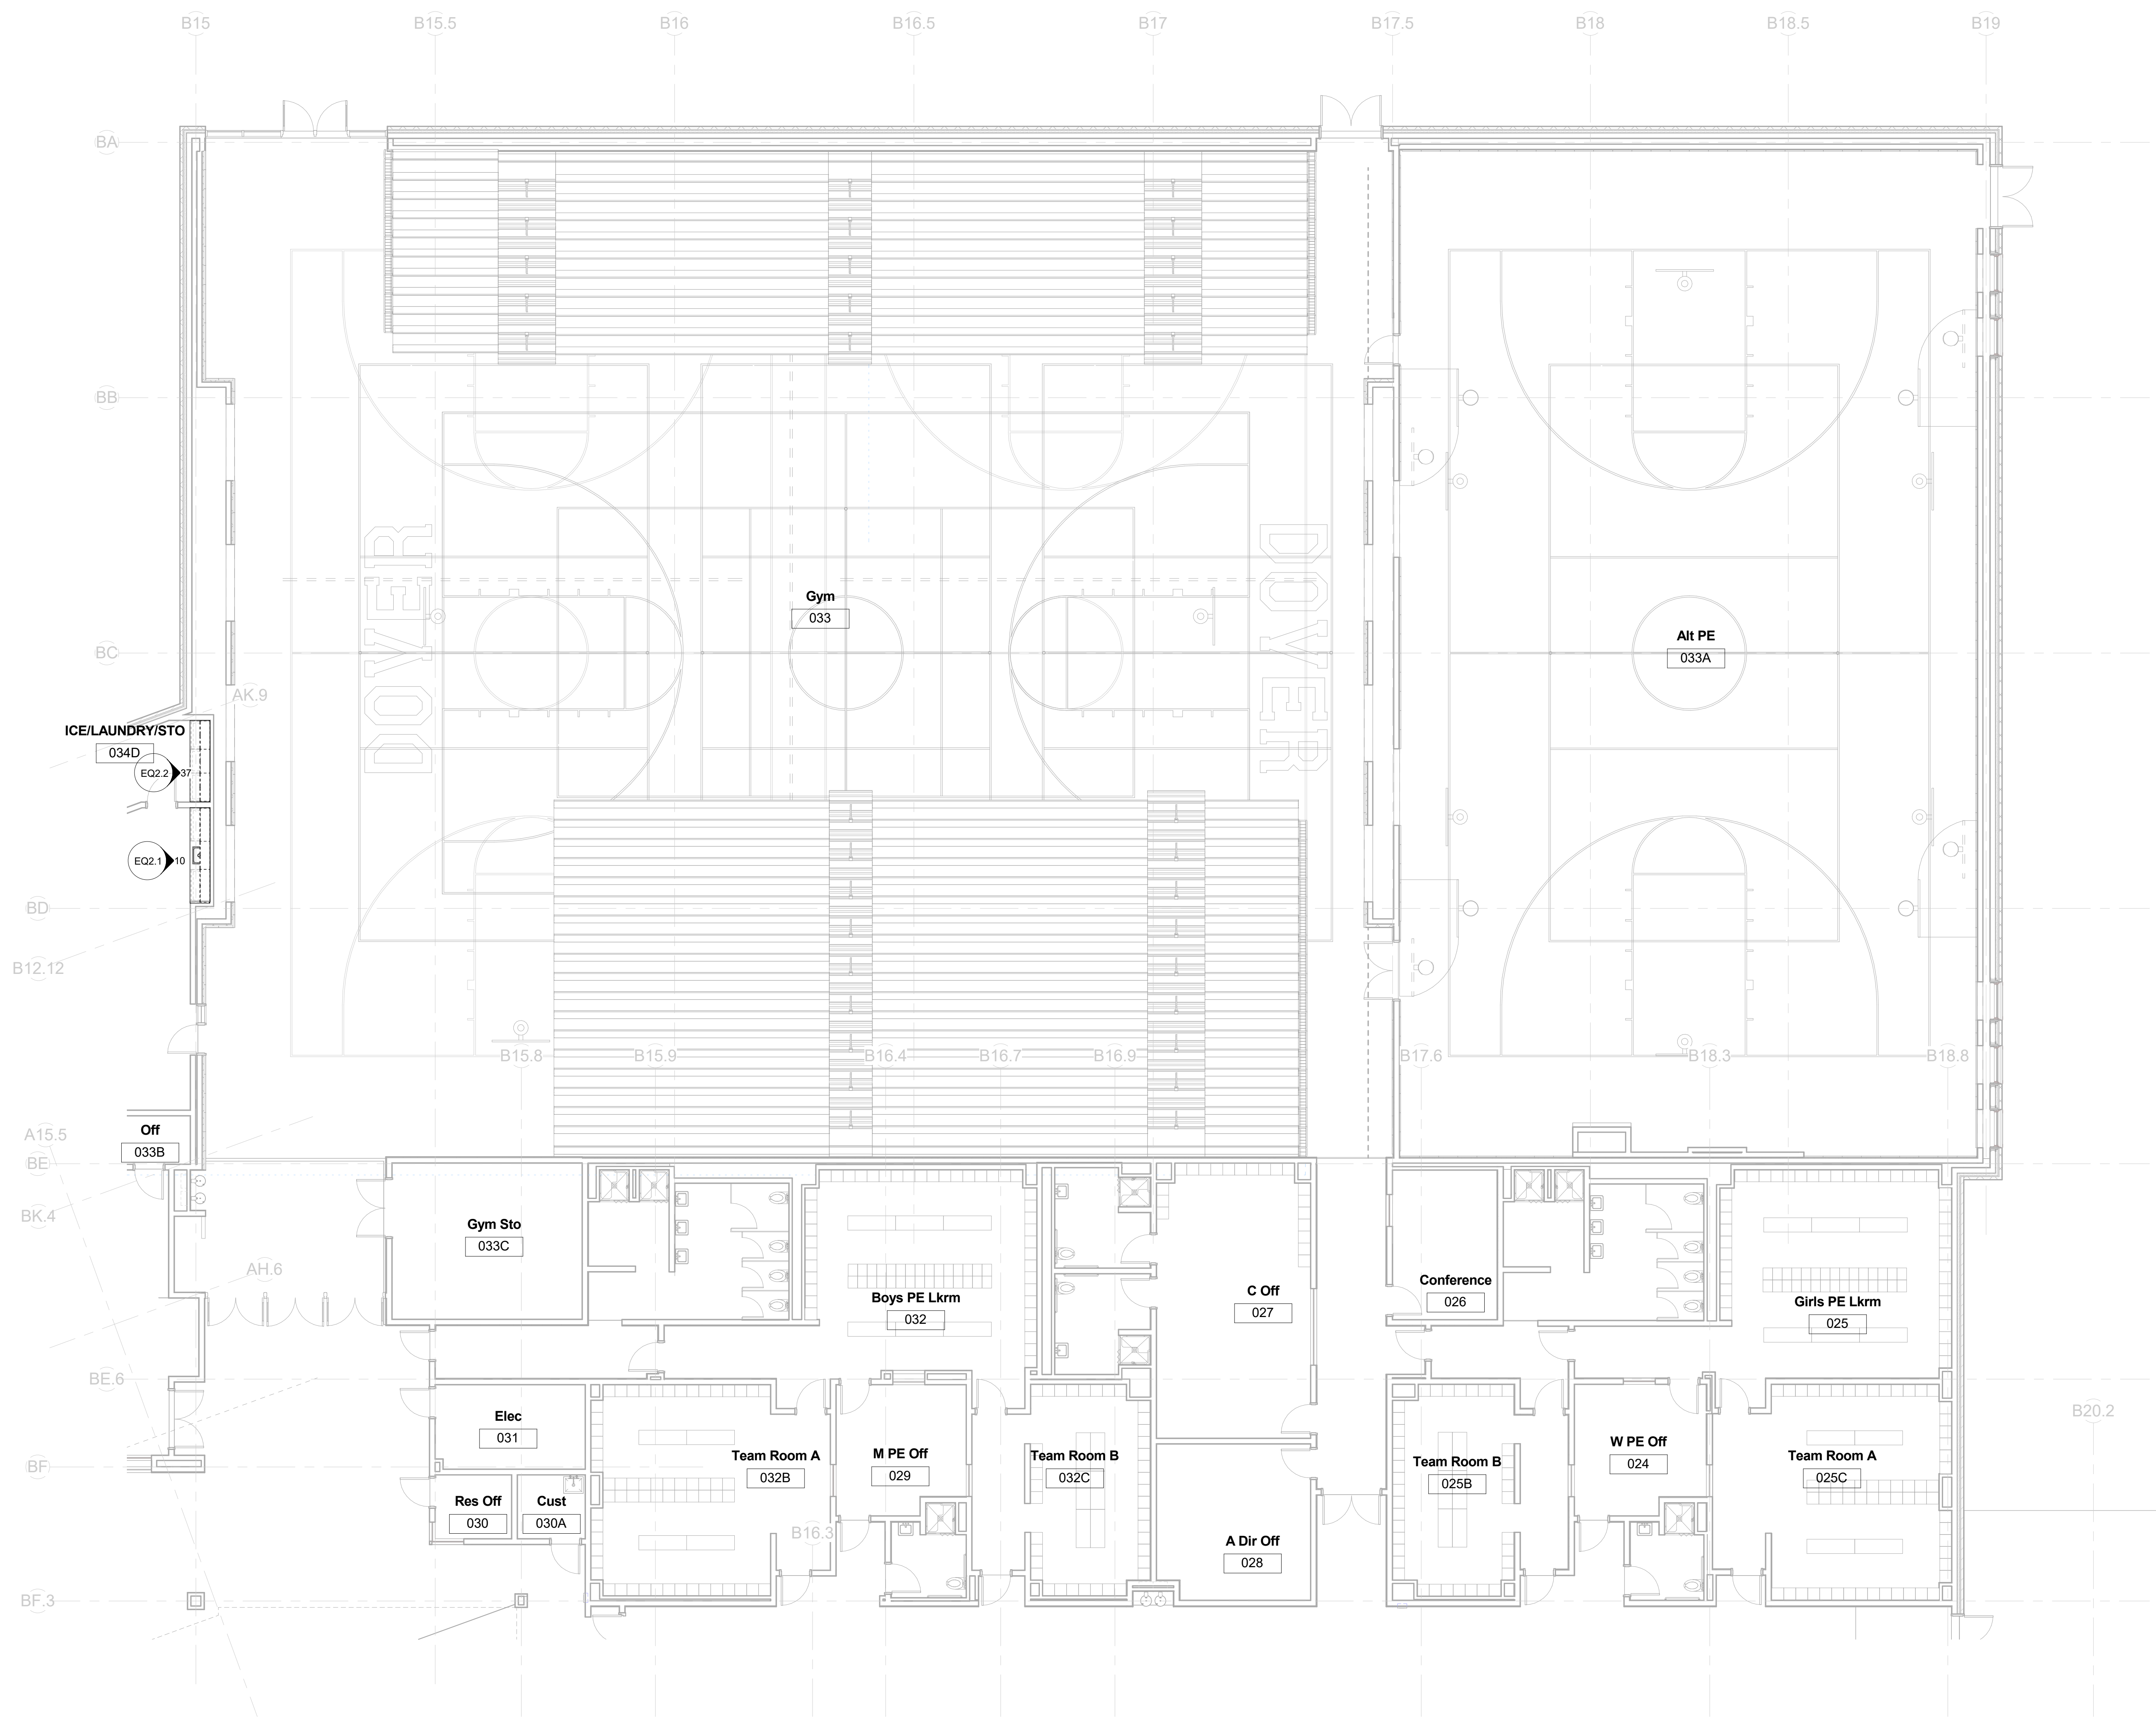 B15
B15.5
B16
B16.5
B17
B17.5
B18
B18.5
B19
BA
BB
DOVER
DOVER
Gym
033
Alt PE
033A
BC
AK.9
ICE/LAUNDRY/STO
034D
EQ2.2
37
EQ2.1
10
BD
B12.12
B15.8
B15.9
B16.4
B16.7
B16.9
B17.6
B18.3
B18.8
A15.5
Off
033B
BE
BK.4
Gym Sto
033C
AH.6
Boys PE Lkrm
032
C Off
027
Conference
026
Girls PE Lkrm
025
BE.6
B20.2
Elec
031
Team Room A
032B
M PE Off
029
Team Room B
032C
Team Room B
025B
W PE Off
024
Team Room A
025C
BF
Res Off
030
Cust
030A
B16.3
A Dir Off
028
BF.3